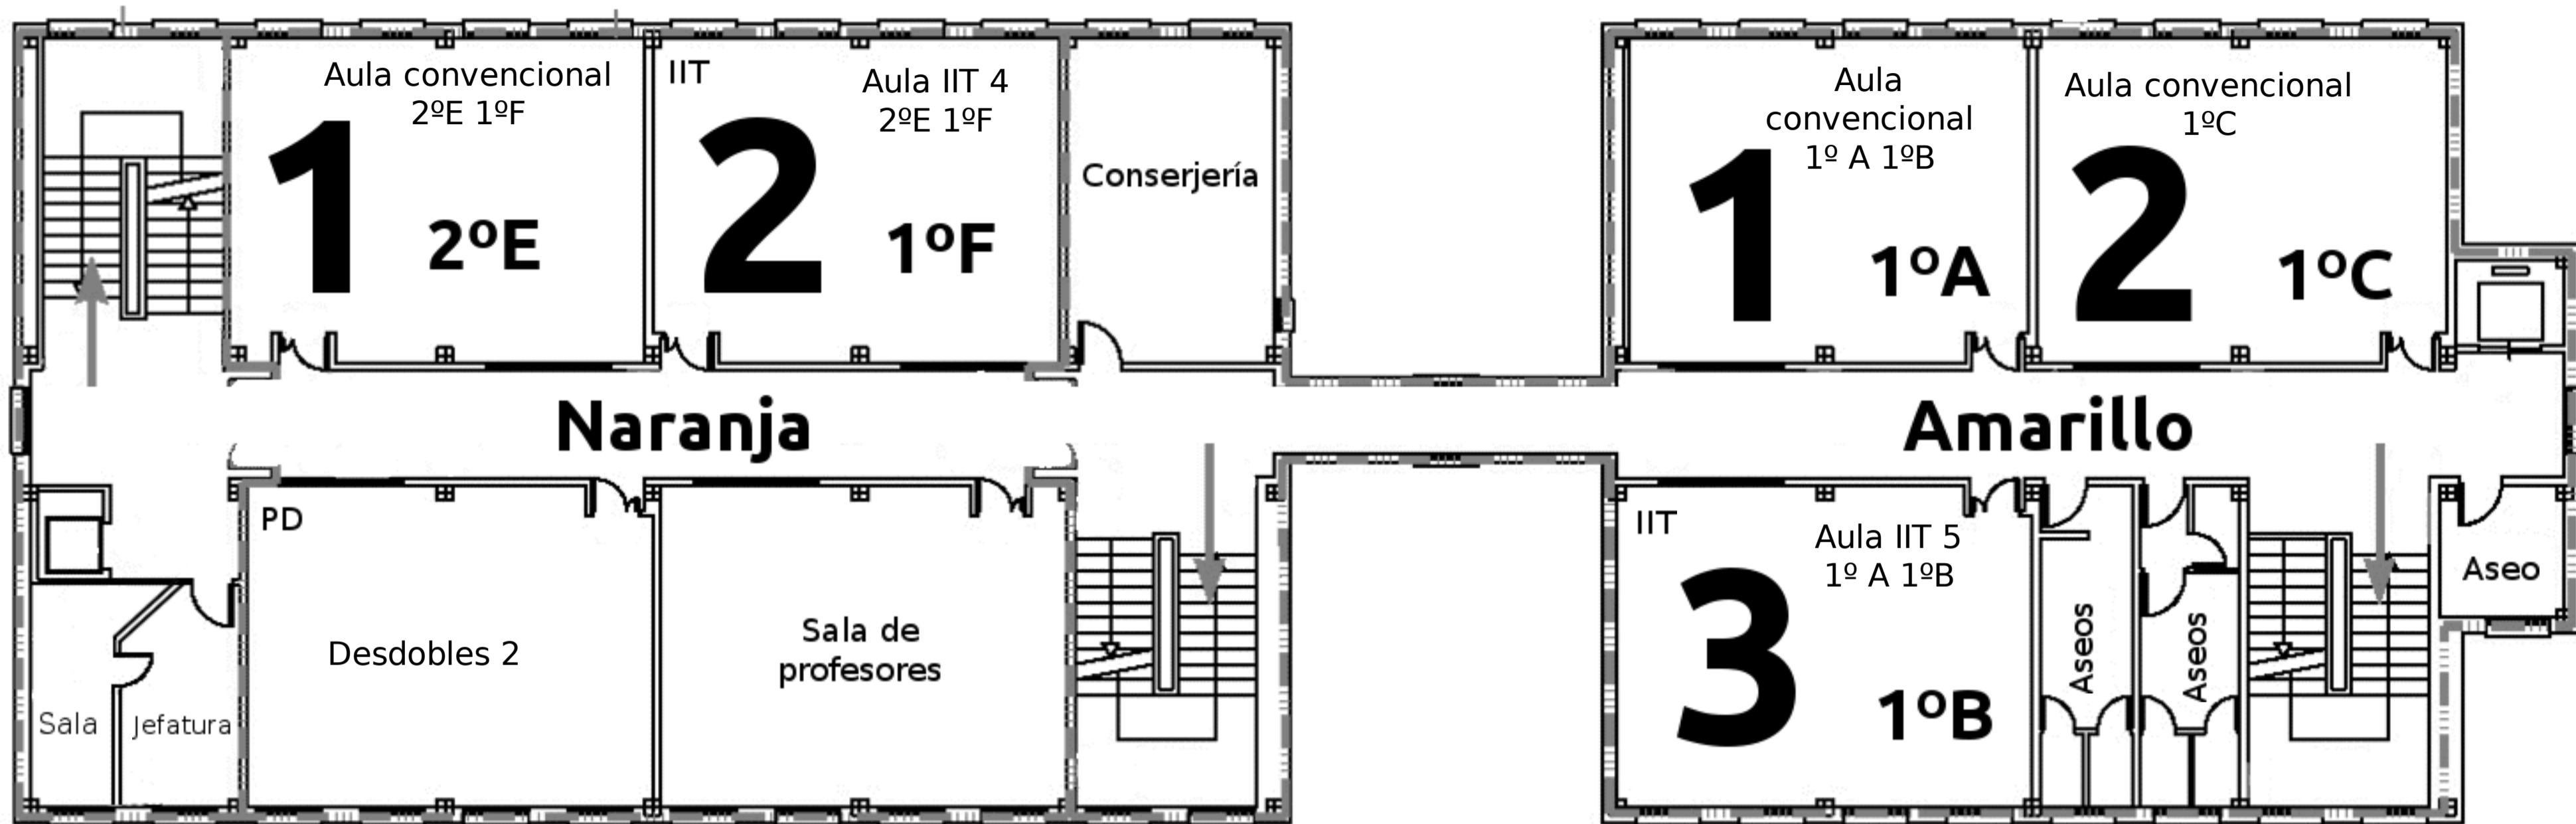 Aula convencional
2ºE 1ºF
1
2ºE
IIT
Aula IIT 4
2ºE 1ºF
2
1ºF
Conserjería
Aula
convencional
1º A 1ºB
1
1ºA
Aula convencional
1ºC
2
1ºC
Naranja
Amarillo
PD
Desdobles 2
Sala de
profesores
Sala
Jefatura
IIT
Aula IIT 5
1º A 1ºB
3
1ºB
Aseos
Aseos
Aseo